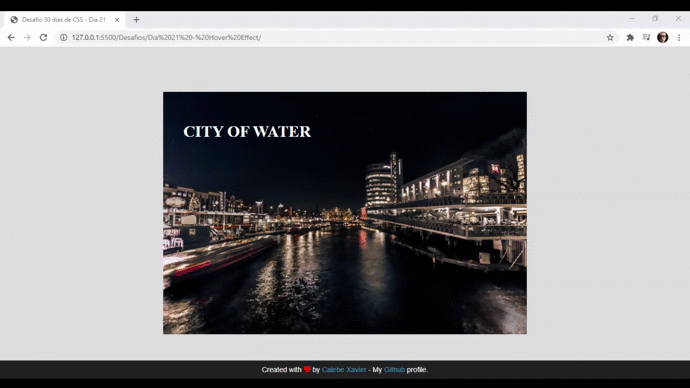 Desafio 30 dias de CSS - Dia 21
127.0.0.1:5500/Desafios/Dia%2021%20-%20Hover%20Effect/
CITY OF WATER
Created with ❤ by Calebe Xavier - My Github profile.